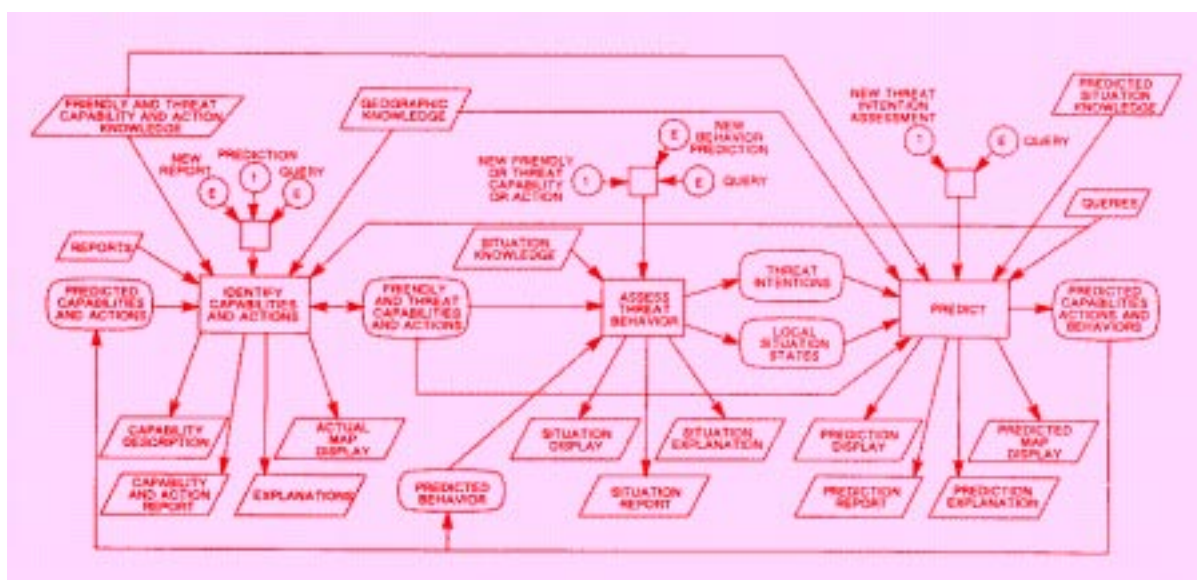 FRIENDLY AND THREAT
CAPABILITY AND ACTION
KNOWLEDGE
GEOGRAPHIC
KNOWLEDGE
NEW THREAT
INTENTION
ASSESSMENT
PREDICTED
SITUATION
KNOWLEDGE
NEW
REPORT
PREDICTION
QUERY
E
T
E
NEW
BEHAVIOR
PREDICTION
E
NEW FRIENDLY
OR THREAT
CAPABILITY
OR ACTION
T
E
QUERY
T
E
QUERY
QUERIES
REPORTS
SITUATION
KNOWLEDGE
PREDICTED
CAPABILITIES
AND ACTIONS
IDENTIFY
CAPABILITIES
AND ACTIONS
FRIENDLY
AND THREAT
CAPABILITIES
AND ACTIONS
ASSESS
THREAT
BEHAVIOR
THREAT
INTENTIONS
LOCAL
SITUATION
STATES
PREDICT
PREDICTED
CAPABILITIES
ACTIONS AND
BEHAVIORS
CAPABILITY
DESCRIPTION
ACTUAL
MAP
DISPLAY
SITUATION
DISPLAY
SITUATION
EXPLANATION
PREDICTION
DISPLAY
PREDICTED
MAP
DISPLAY
CAPABILITY
AND ACTION
REPORT
EXPLANATIONS
PREDICTED
BEHAVIOR
SITUATION
REPORT
PREDICTION
REPORT
PREDICTION
EXPLANATION